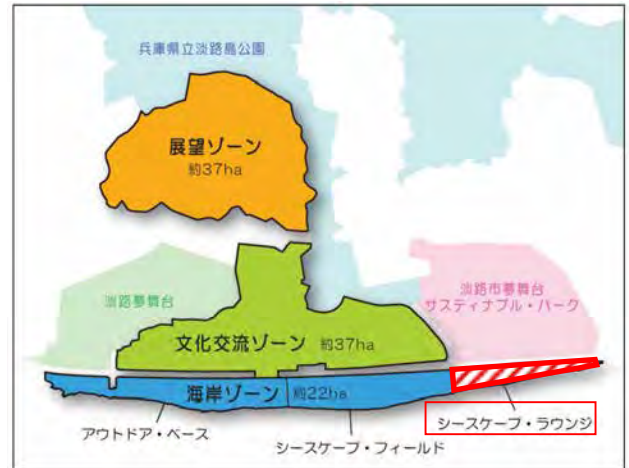 兵庫県立淡路島公園
展望ゾーン
約37ha
淡路夢舞台
淡路市夢舞台
サスティナブル・パーク
文化交流ゾーン 約37ha
海岸ゾーン 約22ha
アウトドア・ベース
シースケープ・フィールド
シースケープ・ラウンジ